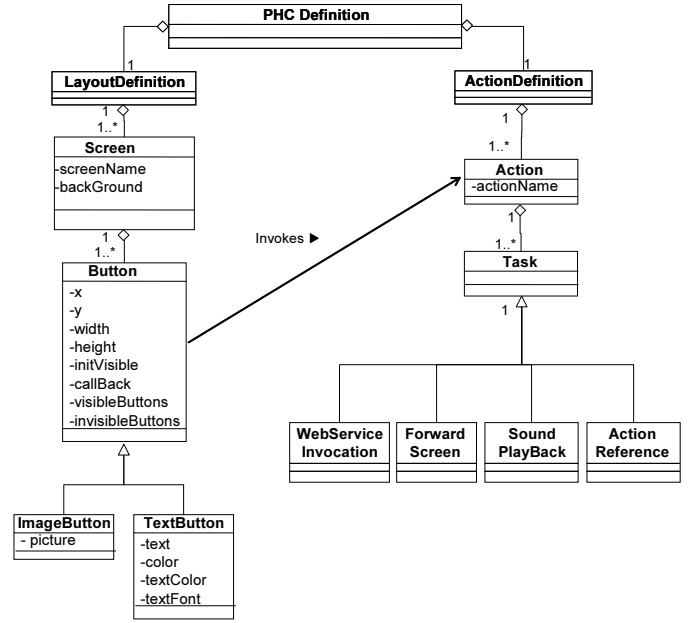 PHC Definition
1
1
LayoutDefinition
ActionDefinition
1
1
1..*
1..*
Screen
-screenName
-backGround
Action
-actionName
1
1
Invokes ▶
1..*
1..*
Button
-x
-y
-width
-height
-initVisible
-callBack
-visibleButtons
-invisibleButtons
Task
1
WebService
Invocation
Forward
Screen
Sound
PlayBack
Action
Reference
ImageButton
- picture
TextButton
-text
-color
-textColor
-textFont